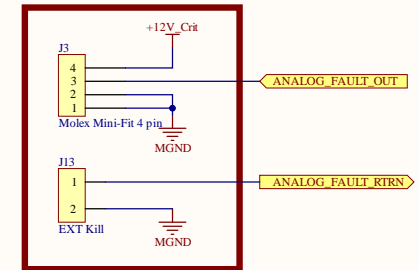 +12V_Crit
J3
4
3
2
1
ANALOG_FAULT_OUT
Molex Mini-Fit 4 pin
MGND
J13
1
ANALOG_FAULT_RTRN
2
EXT Kill
MGND